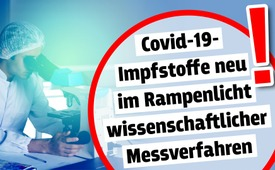 Covid-19-
Impfstoffe neu
im Rampenlicht
wissenschaftlicher
Messverfahren
!